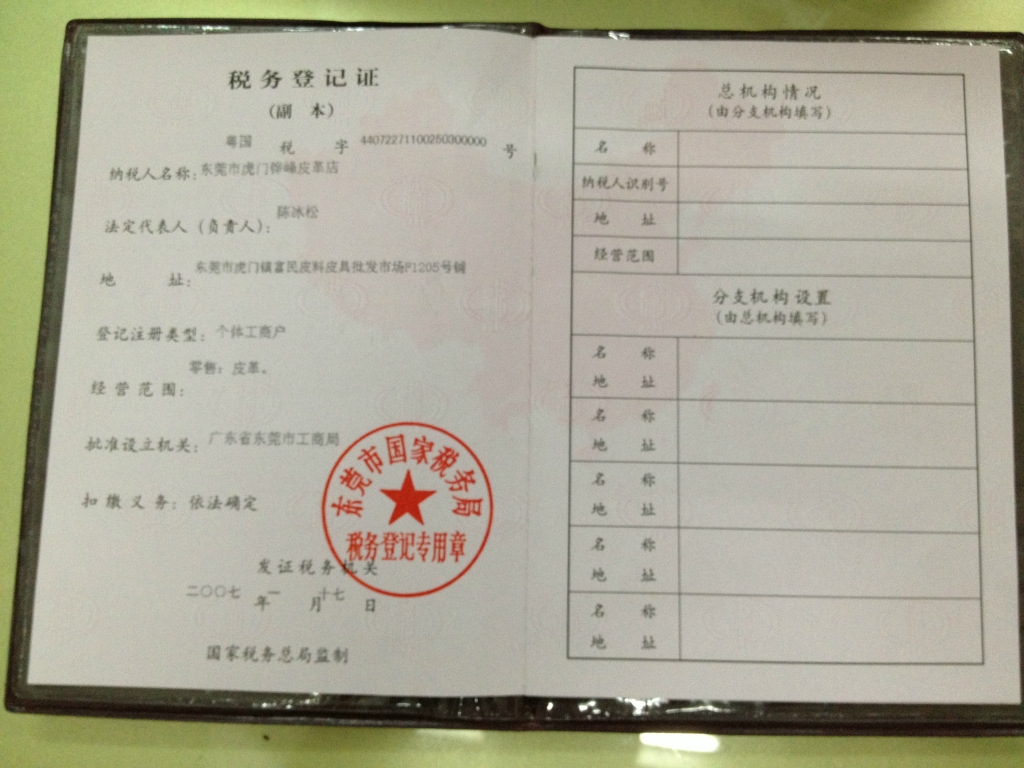 税务登记证
(副 本)
粤国 税 字 44072271100250300000 号
纳税人名称: 东莞市虎门锋峰皮革店
法定代表人(负责人): 陈冰松
地 址: 东莞市虎门镇富民皮料皮具批发市场F1205号铺
登记注册类型: 个体工商户
经营范围: 零售:皮革。
批准设立机关: 广东省东莞市工商局
扣缴义务: 依法确定
东莞市国家税务局
税务登记专用章
发证税务机关
二〇〇七 年 一 月 十七 日
国家税务总局监制
总机构情况
(由分支机构填写)
名 称
纳税人识别号
地 址
经营范围
分支机构设置
(由总机构填写)
名 称
地 址
名 称
地 址
名 称
地 址
名 称
地 址
名 称
地 址